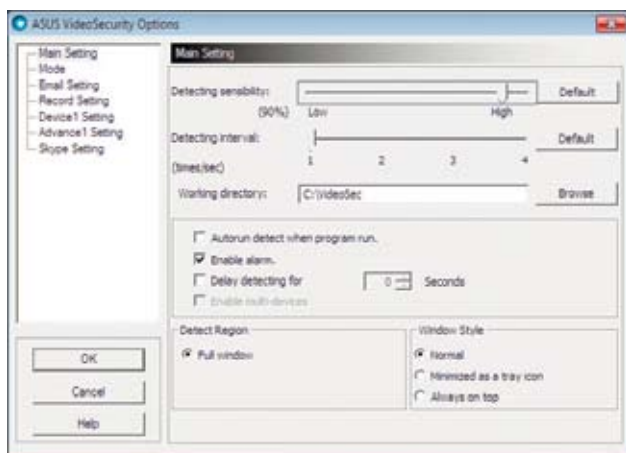 ASUS VideoSecurity Options
Main Setting
Mode
Email Setting
Record Setting
Device1 Setting
Advance1 Setting
Skype Setting
OK
Cancel
Help
Main Setting
Detecting sensibility:
(90%)
Low
High
Default
Detecting interval:
(times/sec)
1
2
3
4
Default
Working directory:
C:\VideoSec
Browse
Autorun detect when program run.
Enable alarm.
Delay detecting for
0
Seconds
Enable multi-devices
Detect Region
Full window
Window Style
Normal
Minimized as a tray icon
Always on top